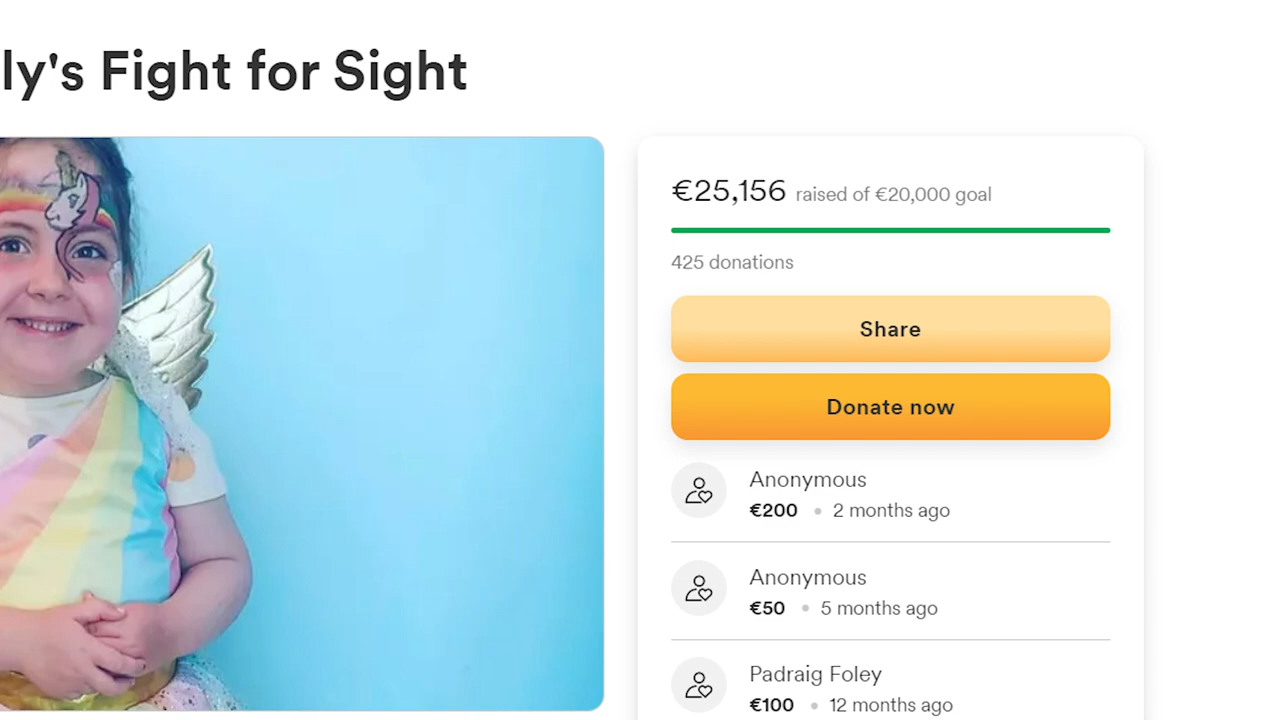 ly's Fight for Sight
€25,156 raised of €20,000 goal
425 donations
Share
Donate now
Anonymous
€200 • 2 months ago
Anonymous
€50 • 5 months ago
Padraig Foley
€100 • 12 months ago